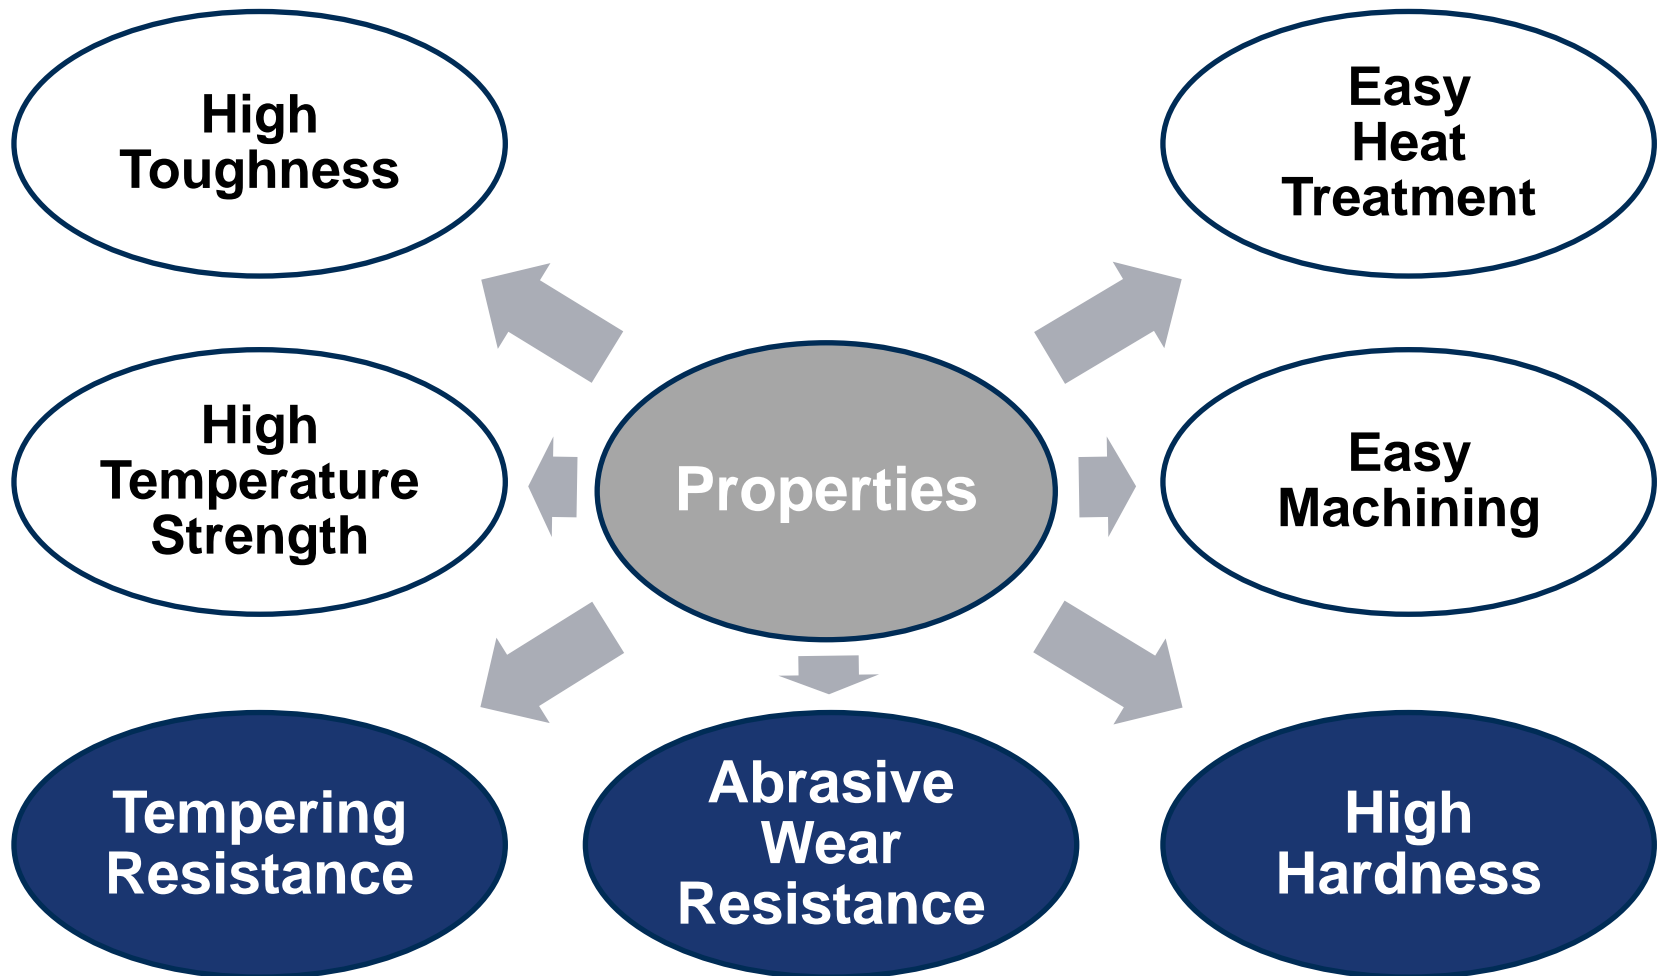 High
Toughness
Easy
Heat
Treatment
High
Temperature
Strength
Properties
Easy
Machining
Tempering
Resistance
Abrasive
Wear
Resistance
High
Hardness